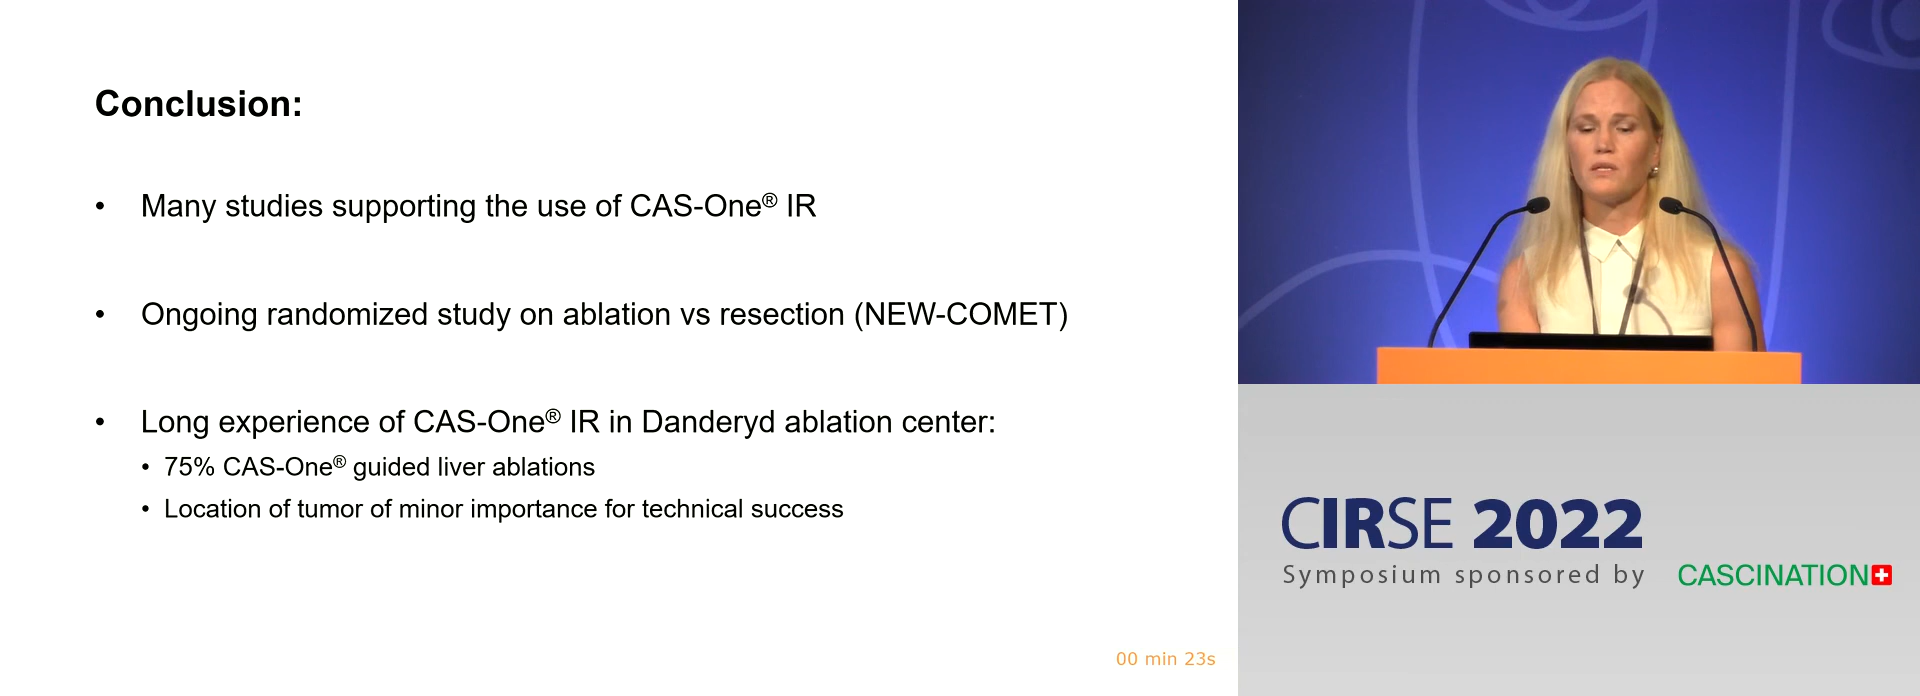 Conclusion:
• Many studies supporting the use of CAS-One® IR
• Ongoing randomized study on ablation vs resection (NEW-COMET)
• Long experience of CAS-One® IR in Danderyd ablation center:
• 75% CAS-One® guided liver ablations
• Location of tumor of minor importance for technical success
00 min 23s
CIRSE 2022
Symposium sponsored by CASCINATION